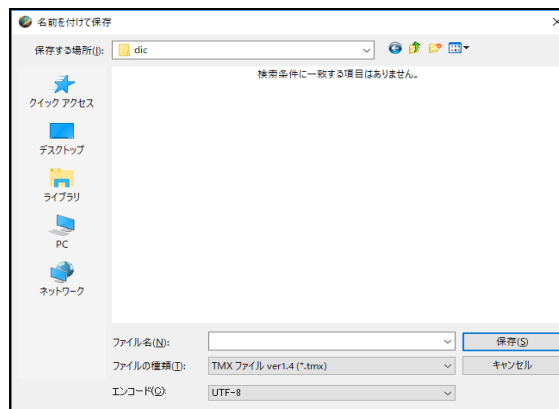 名前を付けて保存
保存する場所(I):
dic
検索条件に一致する項目はありません。
クイック アクセス
デスクトップ
ライブラリ
PC
ネットワーク
ファイル名(N):
保存(S)
ファイルの種類(T):
TMX ファイル ver1.4 (*.tmx)
キャンセル
エンコード(C):
UTF-8